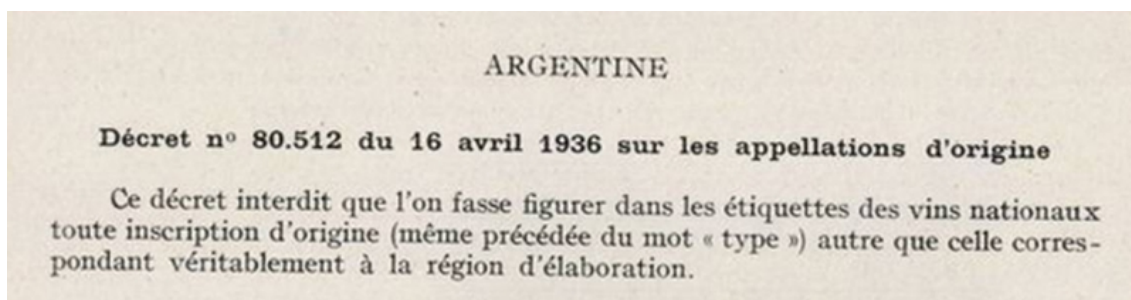 ARGENTINE
Décret nº 80.512 du 16 avril 1936 sur les appellations d'origine
Ce décret interdit que l'on fasse figurer dans les étiquettes des vins nationaux
toute inscription d'origine (même précédée du mot « type ») autre que celle corres-
pondant véritablement à la région d'élaboration.